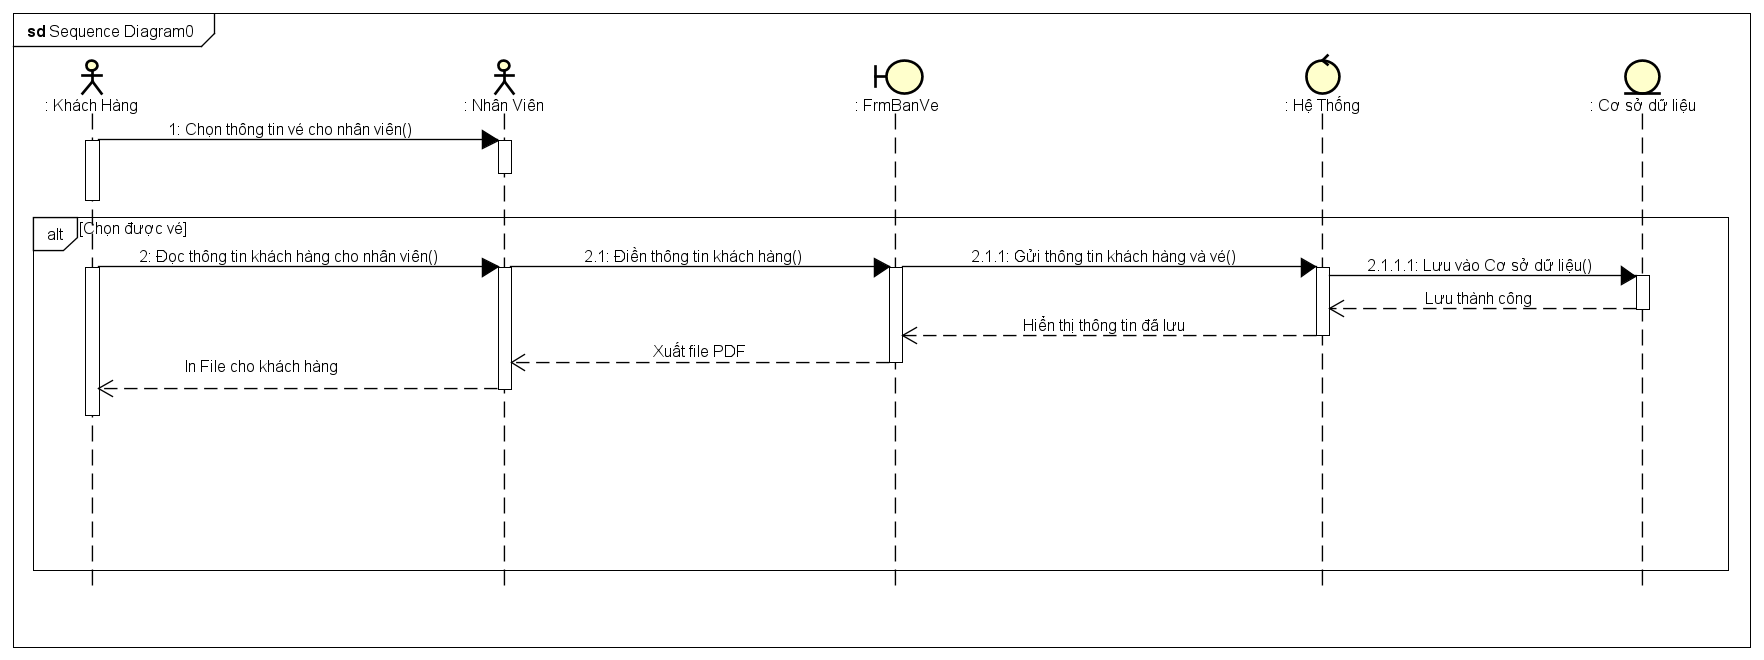 sd Sequence Diagram0
: Khách Hàng
: Nhân Viên
: FrmBanVe
: Hệ Thống
: Cơ sở dữ liệu
1: Chọn thông tin vé cho nhân viên()
alt
[Chọn được vé]
2: Đọc thông tin khách hàng cho nhân viên()
2.1: Điền thông tin khách hàng()
2.1.1: Gửi thông tin khách hàng và vé()
2.1.1.1: Lưu vào Cơ sở dữ liệu()
Lưu thành công
Hiển thị thông tin đã lưu
Xuất file PDF
In File cho khách hàng